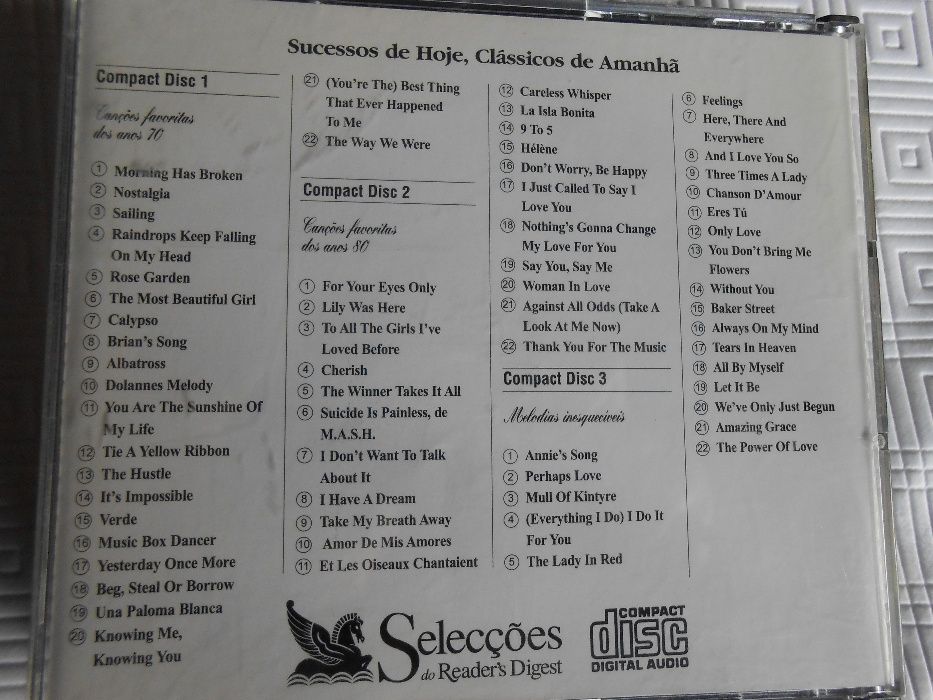 Sucessos de Hoje, Clássicos de Amanhã
Compact Disc 1
Canções favoritas
dos anos 70
1 Morning Has Broken
2 Nostalgia
3 Sailing
4 Raindrops Keep Falling
On My Head
5 Rose Garden
6 The Most Beautiful Girl
7 Calypso
8 Brian's Song
9 Albatross
10 Dolannes Melody
11 You Are The Sunshine Of
My Life
12 Tie A Yellow Ribbon
13 The Hustle
14 It's Impossible
15 Verde
16 Music Box Dancer
17 Yesterday Once More
18 Beg, Steal Or Borrow
19 Una Paloma Blanca
20 Knowing Me,
Knowing You
21 (You're The) Best Thing
That Ever Happened
To Me
22 The Way We Were
Compact Disc 2
Canções favoritas
dos anos 80
1 For Your Eyes Only
2 Lily Was Here
3 To All The Girls I've
Loved Before
4 Cherish
5 The Winner Takes It All
6 Suicide Is Painless, de
M.A.S.H.
7 I Don't Want To Talk
About It
8 I Have A Dream
9 Take My Breath Away
10 Amor De Mis Amores
11 Et Les Oiseaux Chantaient
12 Careless Whisper
13 La Isla Bonita
14 9 To 5
15 Hélène
16 Don't Worry, Be Happy
17 I Just Called To Say I
Love You
18 Nothing's Gonna Change
My Love For You
19 Say You, Say Me
20 Woman In Love
21 Against All Odds (Take A
Look At Me Now)
22 Thank You For The Music
Compact Disc 3
Melodias inesquecíveis
1 Annie's Song
2 Perhaps Love
3 Mull Of Kintyre
4 (Everything I Do) I Do It
For You
5 The Lady In Red
6 Feelings
7 Here, There And
Everywhere
8 And I Love You So
9 Three Times A Lady
10 Chanson D'Amour
11 Eres Tú
12 Only Love
13 You Don't Bring Me
Flowers
14 Without You
15 Baker Street
16 Always On My Mind
17 Tears In Heaven
18 All By Myself
19 Let It Be
20 We've Only Just Begun
21 Amazing Grace
22 The Power Of Love
Selecções
do Reader's Digest
COMPACT
disc
DIGITAL AUDIO